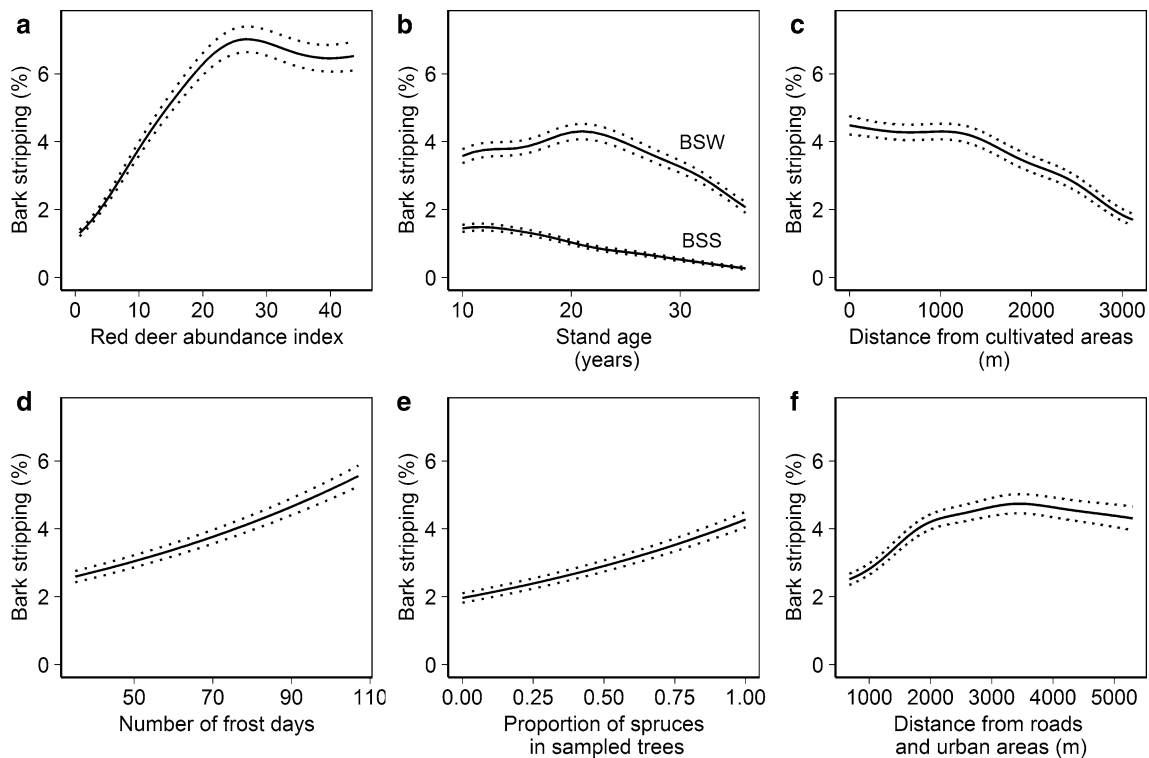 a
Bark stripping (%)
6
4
2
0
0 10 20 30 40
Red deer abundance index
b
Bark stripping (%)
6
4
2
0
BSW
BSS
10 20 30
Stand age
(years)
c
Bark stripping (%)
6
4
2
0
0 1000 2000 3000
Distance from cultivated areas
(m)
d
Bark stripping (%)
6
4
2
0
50 70 90 110
Number of frost days
e
Bark stripping (%)
6
4
2
0
0.00 0.25 0.50 0.75 1.00
Proportion of spruces
in sampled trees
f
Bark stripping (%)
6
4
2
0
1000 2000 3000 4000 5000
Distance from roads
and urban areas (m)